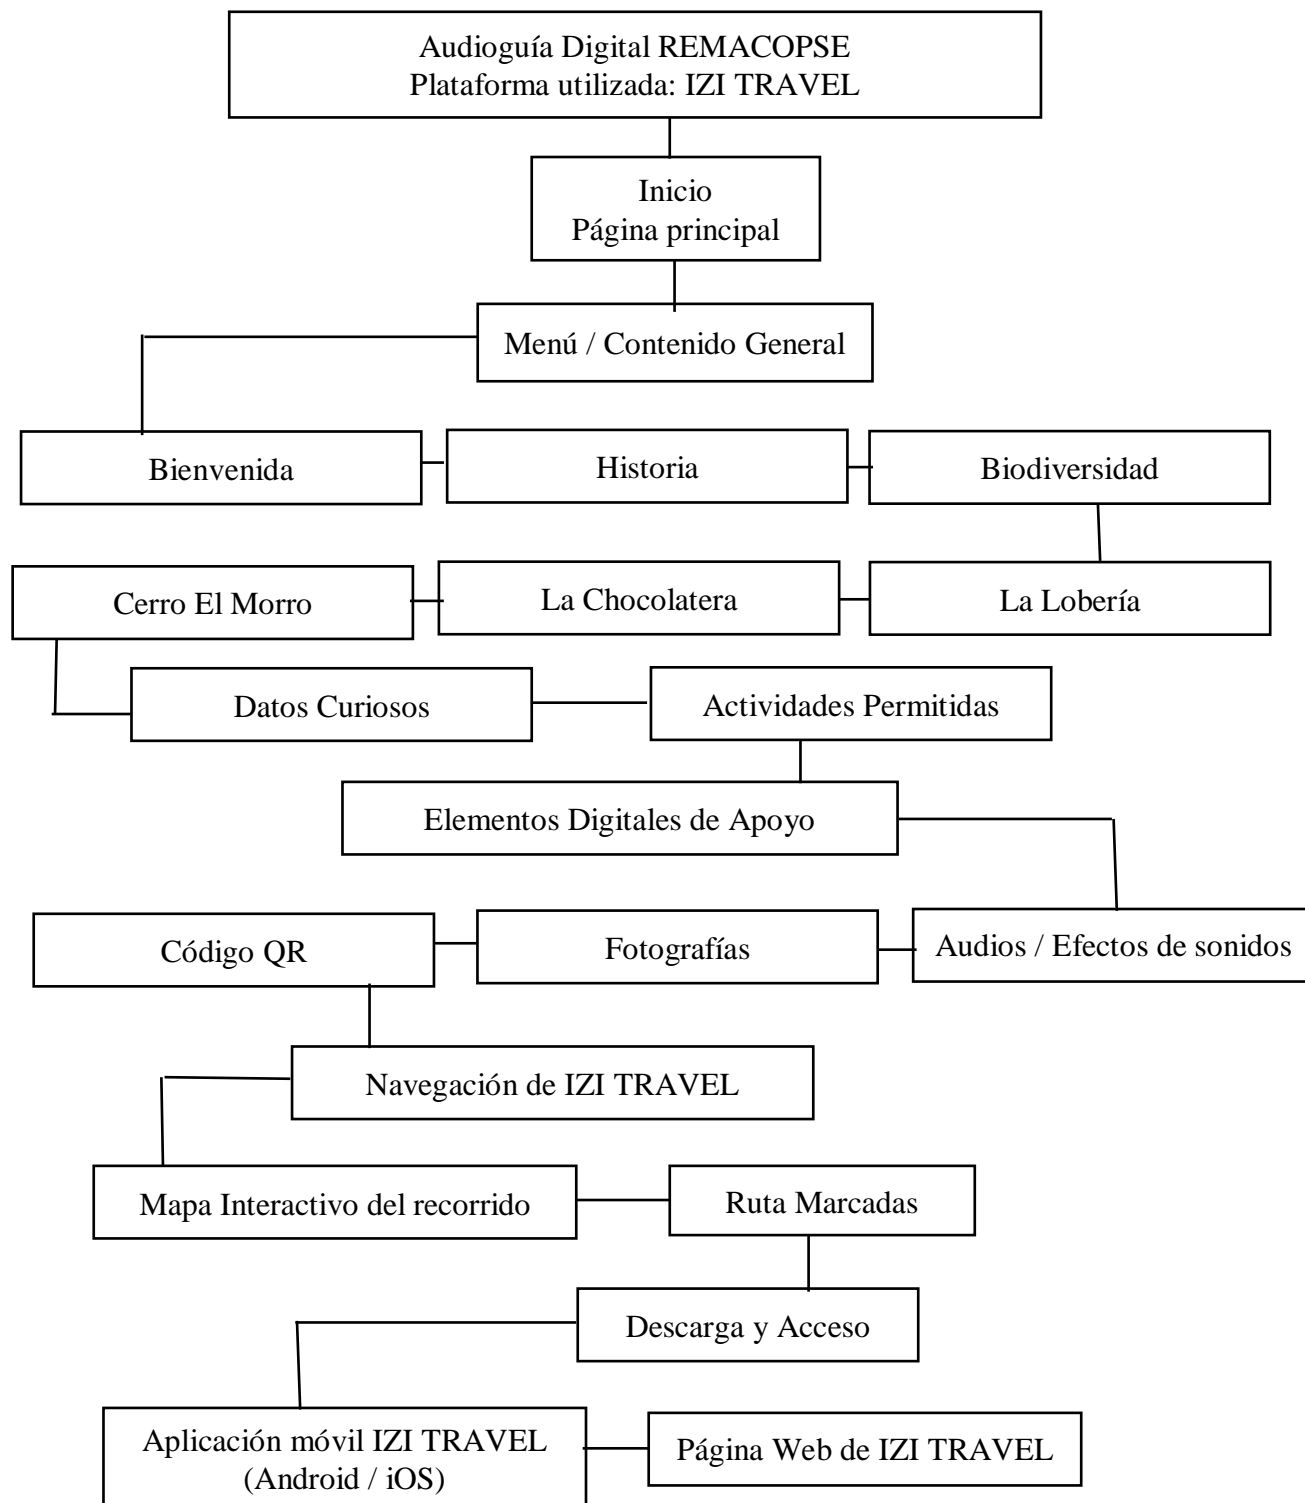 Audioguía Digital REMACOPSE
Plataforma utilizada: IZI TRAVEL
Inicio
Página principal
Menú / Contenido General
Bienvenida
Historia
Biodiversidad
Cerro El Morro
La Chocolatera
La Lobería
Datos Curiosos
Actividades Permitidas
Elementos Digitales de Apoyo
Código QR
Fotografías
Audios / Efectos de sonidos
Navegación de IZI TRAVEL
Mapa Interactivo del recorrido
Ruta Marcadas
Descarga y Acceso
Aplicación móvil IZI TRAVEL
(Android / iOS)
Página Web de IZI TRAVEL